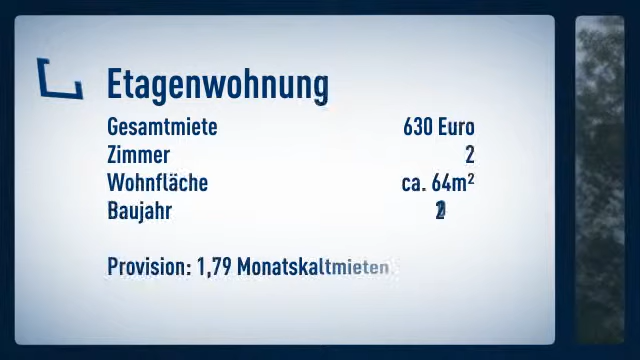 Etagenwohnung
Gesamtmiete 630 Euro
Zimmer 2
Wohnfläche ca. 64m²
Baujahr
Provision: 1,79 Monatskaltmieten